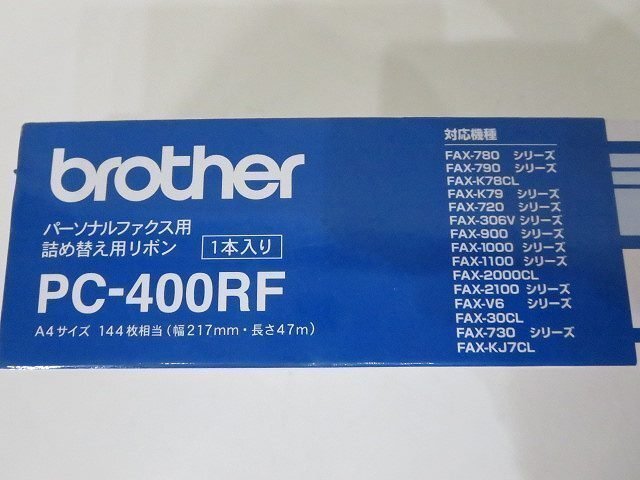 brother
パーソナルファクス用
詰め替え用リボン 1本入り
PC-400RF
A4サイズ 144枚相当(幅217mm・長さ47m)
対応機種
FAX-780 シリーズ
FAX-790 シリーズ
FAX-K78CL
FAX-K79 シリーズ
FAX-720 シリーズ
FAX-306V シリーズ
FAX-900 シリーズ
FAX-1000 シリーズ
FAX-1100 シリーズ
FAX-2000CL
FAX-2100 シリーズ
FAX-V6 シリーズ
FAX-30CL
FAX-730 シリーズ
FAX-KJ7CL